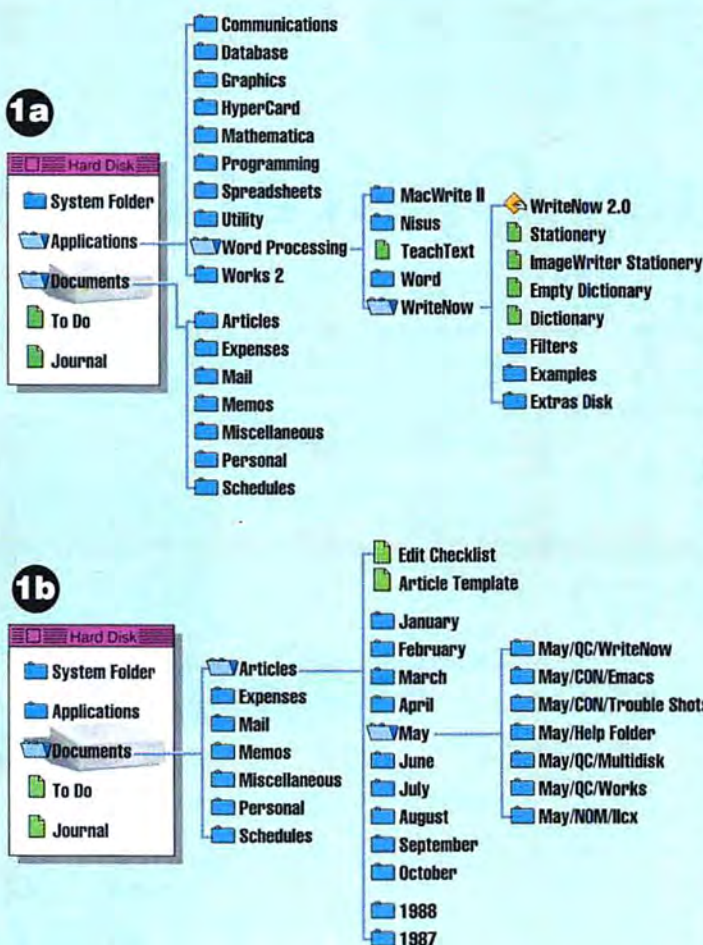 1a
Hard Disk
System Folder
Applications
Documents
To Do
Journal
Communications
Database
Graphics
HyperCard
Mathematica
Programming
Spreadsheets
Utility
Word Processing
Works 2
Articles
Expenses
Mail
Memos
Miscellaneous
Personal
Schedules
MacWrite II
Nisus
TeachText
Word
WriteNow
WriteNow 2.0
Stationery
ImageWriter Stationery
Empty Dictionary
Dictionary
Filters
Examples
Extras Disk
1b
Hard Disk
System Folder
Applications
Documents
To Do
Journal
Articles
Expenses
Mail
Memos
Miscellaneous
Personal
Schedules
Edit Checklist
Article Template
January
February
March
April
May
June
July
August
September
October
1988
1987
May/QC/WriteNow
May/CON/Emacs
May/CON/Trouble Shots
May/Help Folder
May/QC/Multidisk
May/QC/Works
May/NOM/IIcx